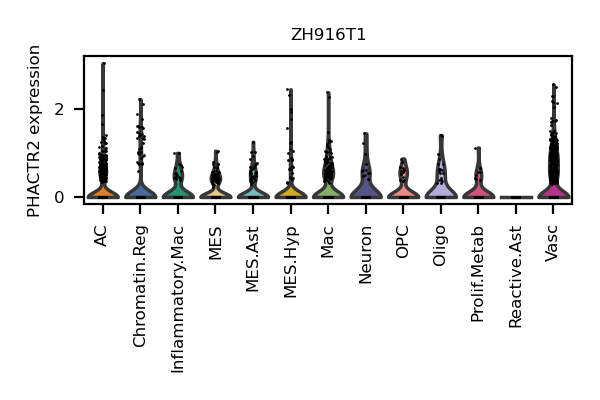 ZH916T1
PHACTR2 expression
2
0
AC
Chromatin.Reg
Inflammatory.Mac
MES
MES.Ast
MES.Hyp
Mac
Neuron
OPC
Oligo
Prolif.Metab
Reactive.Ast
Vasc